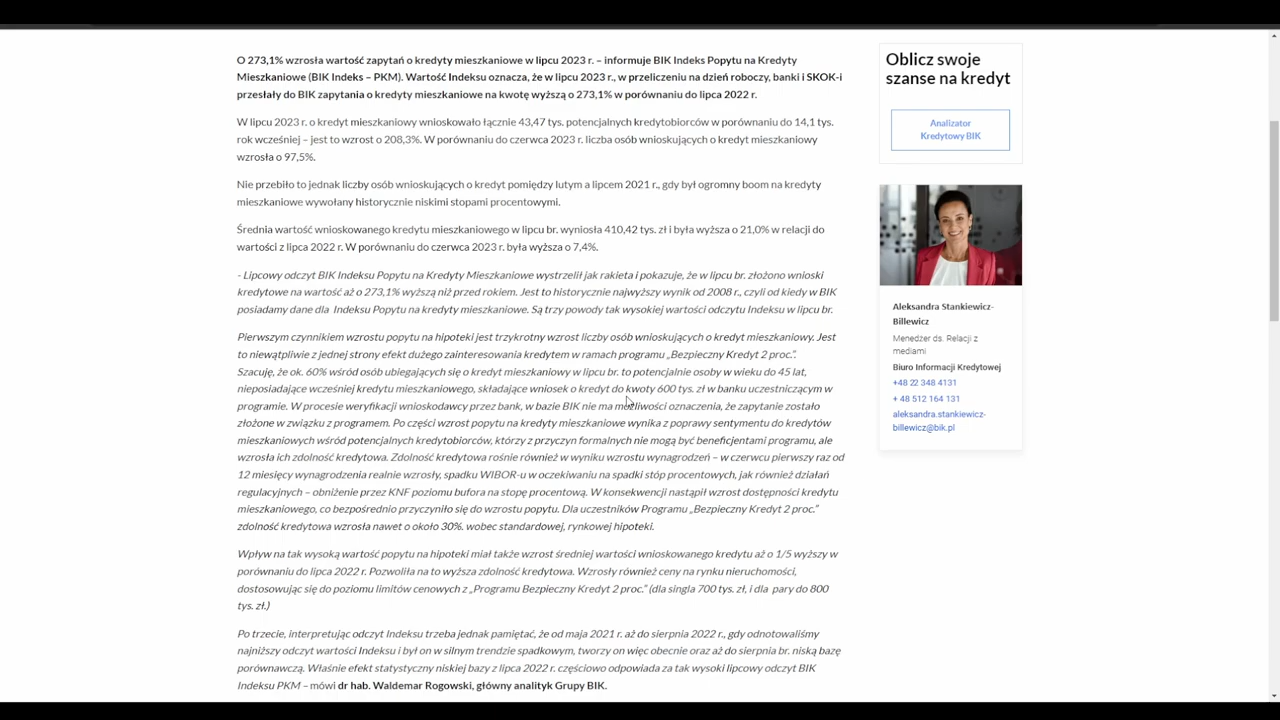 O 273,1% wzrosła wartość zapytań o kredyty mieszkaniowe w lipcu 2023 r. – informuje BIK Indeks Popytu na Kredyty
Mieszkaniowe (BIK Indeks – PKM). Wartość Indeksu oznacza, że w lipcu 2023 r., w przeliczeniu na dzień roboczy, banki i SKOK-i
przesłały do BIK zapytania o kredyty mieszkaniowe na kwotę wyższą o 273,1% w porównaniu do lipca 2022 r.
W lipcu 2023 r. o kredyt mieszkaniowy wnioskowało łącznie 43,47 tys. potencjalnych kredytobiorców w porównaniu do 14,1 tys.
rok wcześniej – jest to wzrost o 208,3%. W porównaniu do czerwca 2023 r. liczba osób wnioskujących o kredyt mieszkaniowy
wzrosła o 97,5%.
Nie przebiło to jednak liczby osób wnioskujących o kredyt pomiędzy lutym a lipcem 2021 r., gdy był ogromny boom na kredyty
mieszkaniowe wywołany historycznie niskimi stopami procentowymi.
Średnia wartość wnioskowanego kredytu mieszkaniowego w lipcu br. wyniosła 410,42 tys. zł i była wyższa o 21,0% w relacji do
wartości z lipca 2022 r. W porównaniu do czerwca 2023 r. była wyższa o 7,4%.
- Lipcowy odczyt BIK Indeksu Popytu na Kredyty Mieszkaniowe wystrzelił jak rakieta i pokazuje, że w lipcu br. złożono wnioski
kredytowe na wartość aż o 273,1% wyższą niż przed rokiem. Jest to historycznie najwyższy wynik od 2008 r., czyli od kiedy w BIK
posiadamy dane dla Indeksu Popytu na kredyty mieszkaniowe. Są trzy powody tak wysokiej wartości odczytu Indeksu w lipcu br.
Pierwszym czynnikiem wzrostu popytu na hipoteki jest trzykrotny wzrost liczby osób wnioskujących o kredyt mieszkaniowy. Jest
to niewątpliwie z jednej strony efekt dużego zainteresowania kredytem w ramach programu „Bezpieczny Kredyt 2 proc.”.
Szacuję, że ok. 60% wśród osób ubiegających się o kredyt mieszkaniowy w lipcu br. to potencjalnie osoby w wieku do 45 lat,
nieposiadające wcześniej kredytu mieszkaniowego, składające wniosek o kredyt do kwoty 600 tys. zł w banku uczestniczącym w
programie. W procesie weryfikacji wnioskodawcy przez bank, w bazie BIK nie ma możliwości oznaczenia, że zapytanie zostało
złożone w związku z programem. Po części wzrost popytu na kredyty mieszkaniowe wynika z poprawy sentymentu do kredytów
mieszkaniowych wśród potencjalnych kredytobiorców, którzy z przyczyn formalnych nie mogą być beneficjentami programu, ale
wzrosła ich zdolność kredytowa. Zdolność kredytowa rośnie również w wyniku wzrostu wynagrodzeń – w czerwcu pierwszy raz od
12 miesięcy wynagrodzenia realnie wzrosły, spadku WIBOR-u w oczekiwaniu na spadki stóp procentowych, jak również działań
regulacyjnych – obniżenie przez KNF poziomu bufora na stopę procentową. W konsekwencji nastąpił wzrost dostępności kredytu
mieszkaniowego, co bezpośrednio przyczyniło się do wzrostu popytu. Dla uczestników Programu „Bezpieczny Kredyt 2 proc.”
zdolność kredytowa wzrosła nawet o około 30%. wobec standardowej, rynkowej hipoteki.
Wpływ na tak wysoką wartość popytu na hipoteki miał także wzrost średniej wartości wnioskowanego kredytu aż o 1/5 wyższy w
porównaniu do lipca 2022 r. Pozwoliła na to wyższa zdolność kredytowa. Wzrosły również ceny na rynku nieruchomości,
dostosowując się do poziomu limitów cenowych z „Programu Bezpieczny Kredyt 2 proc.” (dla singla 700 tys. zł, i dla pary do 800
tys. zł.)
Po trzecie, interpretując odczyt Indeksu trzeba jednak pamiętać, że od maja 2021 r. aż do sierpnia 2022 r., gdy odnotowaliśmy
najniższy odczyt wartości Indeksu i był on w silnym trendzie spadkowym, tworzy on więc obecnie oraz aż do sierpnia br. niską bazę
porównawczą. Właśnie efekt statystyczny niskiej bazy z lipca 2022 r. częściowo odpowiada za tak wysoki lipcowy odczyt BIK
Indeksu PKM – mówi dr hab. Waldemar Rogowski, główny analityk Grupy BIK.
Oblicz swoje
szanse na kredyt
Analizator
Kredytowy BIK
Aleksandra Stankiewicz-
Billewicz
Menedżer ds. Relacji z
mediami
Biuro Informacji Kredytowej
+48 22 348 4131
+ 48 512 164 131
aleksandra.stankiewicz-
billewicz@bik.pl